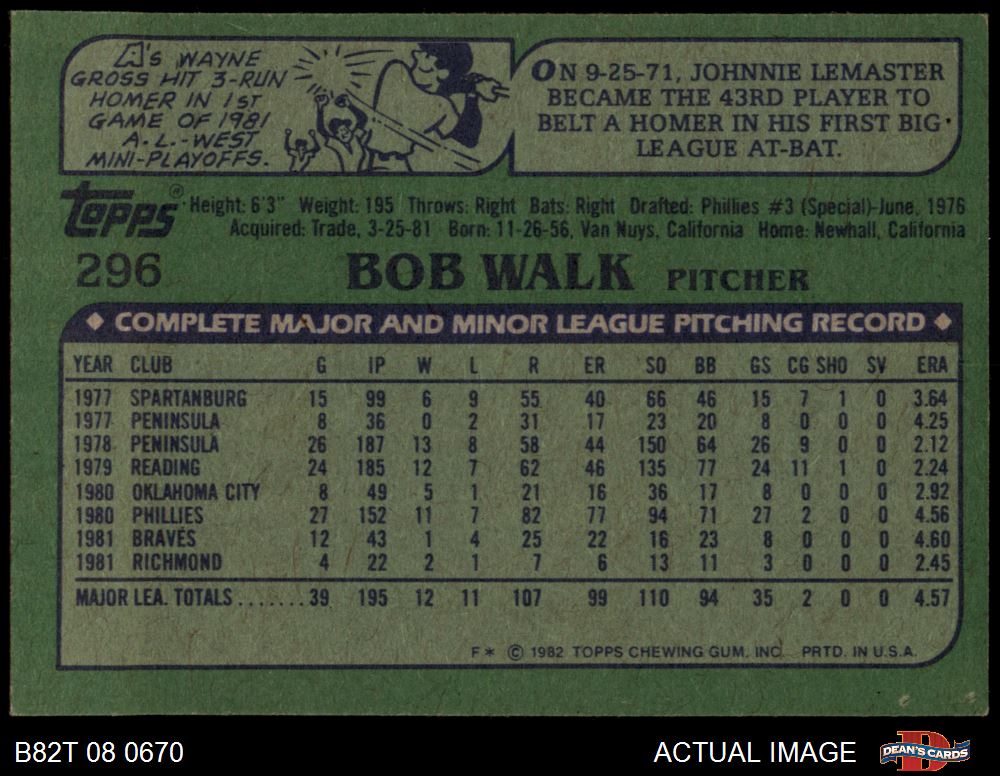 A's WAYNE
GROSS HIT 3-RUN
HOMER IN 1st
GAME OF 1981
A.L.-WEST
MINI-PLAYOFFS.
ON 9-25-71, JOHNNIE LEMASTER
BECAME THE 43RD PLAYER TO
BELT A HOMER IN HIS FIRST BIG
LEAGUE AT-BAT.
Topps®
Height: 6'3" Weight: 195 Throws: Right Bats: Right Drafted: Phillies #3 (Special)-June, 1976
Acquired: Trade, 3-25-81 Born: 11-26-56, Van Nuys, California Home: Newhall, California
296 BOB WALK PITCHER
◆ COMPLETE MAJOR AND MINOR LEAGUE PITCHING RECORD ◆
YEAR CLUB G IP W L R ER SO BB GS CG SHO SV ERA
1977 SPARTANBURG 15 99 6 9 55 40 66 46 15 7 1 0 3.64
1977 PENINSULA 8 36 0 2 31 17 23 20 8 0 0 0 4.25
1978 PENINSULA 26 187 13 8 58 44 150 64 26 9 0 0 2.12
1979 READING 24 185 12 7 62 46 135 77 24 11 1 0 2.24
1980 OKLAHOMA CITY 8 49 5 1 21 16 36 17 8 0 0 0 2.92
1980 PHILLIES 27 152 11 7 82 77 94 71 27 2 0 0 4.56
1981 BRAVES 12 43 1 4 25 22 16 23 8 0 0 0 4.60
1981 RICHMOND 4 22 2 1 7 6 13 11 3 0 0 0 2.45
MAJOR LEA. TOTALS.......39 195 12 11 107 99 110 94 35 2 0 0 4.57
F* © 1982 TOPPS CHEWING GUM, INC. PRTD. IN U.S.A.
B82T 08 0670 ACTUAL IMAGE DEAN'S CARDS